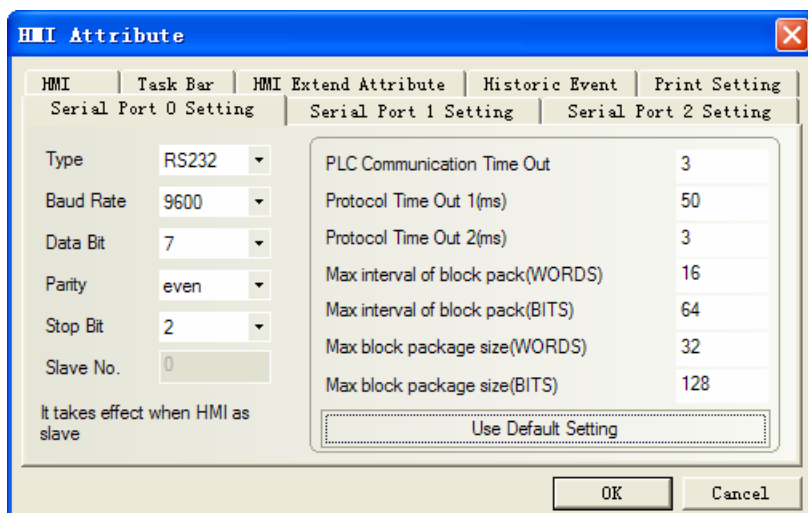 HMI Attribute
HMI
Task Bar
HMI Extend Attribute
Historic Event
Print Setting
Serial Port 0 Setting
Serial Port 1 Setting
Serial Port 2 Setting
Type
RS232
Baud Rate
9600
Data Bit
7
Parity
even
Stop Bit
2
Slave No.
0
It takes effect when HMI as
slave
PLC Communication Time Out
3
Protocol Time Out 1(ms)
50
Protocol Time Out 2(ms)
3
Max interval of block pack(WORDS)
16
Max interval of block pack(BITS)
64
Max block package size(WORDS)
32
Max block package size(BITS)
128
Use Default Setting
OK
Cancel